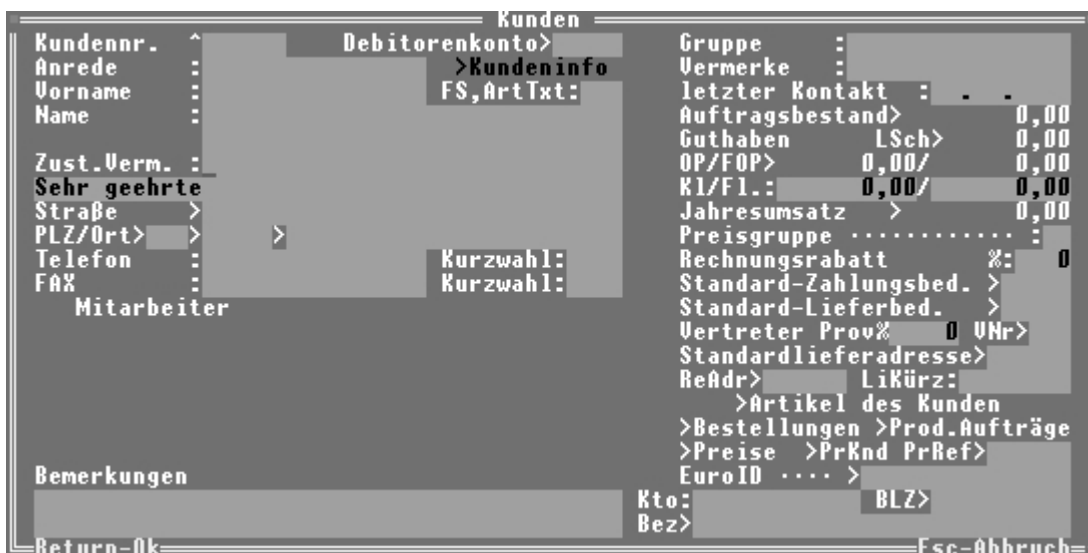 Kunden
Kundennr. ^ Debitorenkonto> Gruppe :
Anrede : >Kundeninfo Vermerke :
Vorname : FS,ArtTxt: letzter Kontakt : . .
Name : Auftragsbestand> 0,00
Guthaben LSch> 0,00
Zust.Verm. :_ OP/FOP> 0,00/ 0,00
Sehr geehrte Kl/Fl.: 0,00/ 0,00
Straße > Jahresumsatz > 0,00
PLZ/Ort> > > Preisgruppe ············· :
Telefon : Kurzwahl: Rechnungsrabatt %: 0
FAX : Kurzwahl: Standard-Zahlungsbed. >
Mitarbeiter Standard-Lieferbed. >
Vertreter Prov% 0 VNr>
Standardlieferadresse>
ReAdr> LiKürz:
>Artikel des Kunden
>Bestellungen >Prod.Aufträge
>Preise >PrKnd PrRef>
Bemerkungen EuroID ···· >
Kto: BLZ>
Bez>
Return-Ok Esc-Abbruch